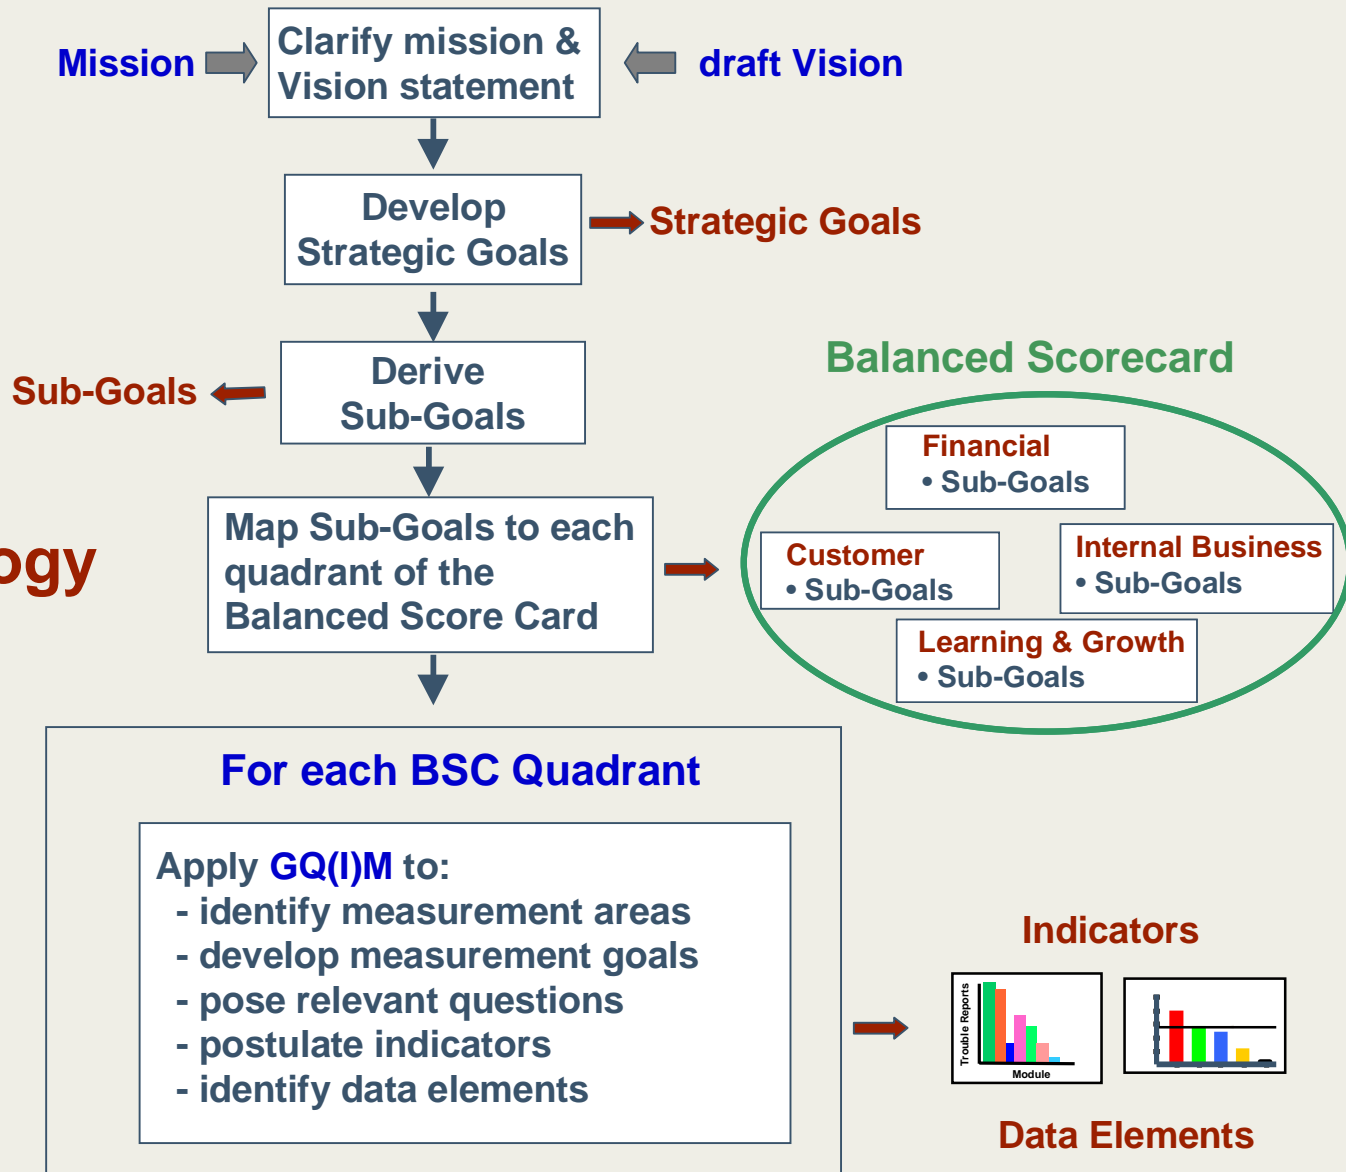 Mission
Clarify mission &
Vision statement
draft Vision
Develop
Strategic Goals
Strategic Goals
Derive
Sub-Goals
Sub-Goals
Balanced Scorecard
Financial
• Sub-Goals
Customer
• Sub-Goals
Internal Business
• Sub-Goals
Learning & Growth
• Sub-Goals
Map Sub-Goals to each
quadrant of the
Balanced Score Card
ogy
For each BSC Quadrant
Apply GQ(I)M to:
- identify measurement areas
- develop measurement goals
- pose relevant questions
- postulate indicators
- identify data elements
Indicators
Trouble Reports
Module
Data Elements